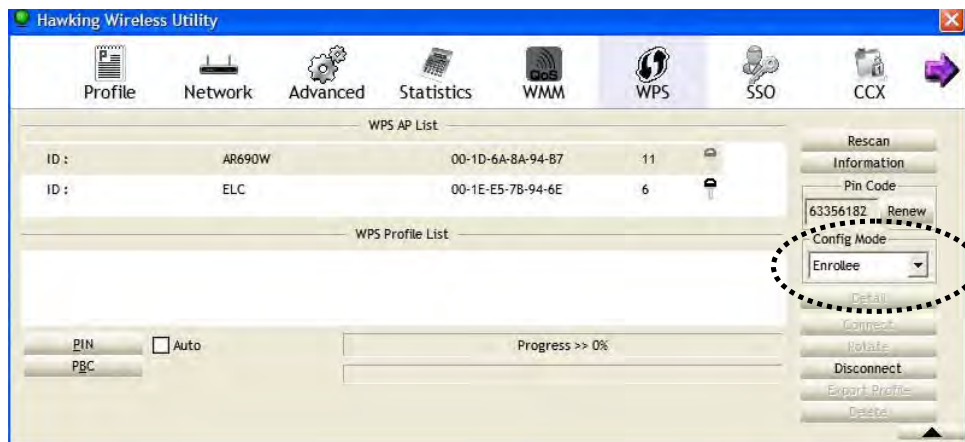 Hawking Wireless Utility
Profile Network Advanced Statistics QoS WMM WPS SSO CCX
WPS AP List
ID : AR690W 00-1D-6A-8A-94-B7 11
ID : ELC 00-1E-E5-7B-94-6E 6
WPS Profile List
Rescan
Information
Pin Code
63356182 Renew
Config Mode
Enrollee
Detail
Connect
Rotate
Disconnect
Export Profile
Delete
PIN Auto Progress >> 0%
PBC